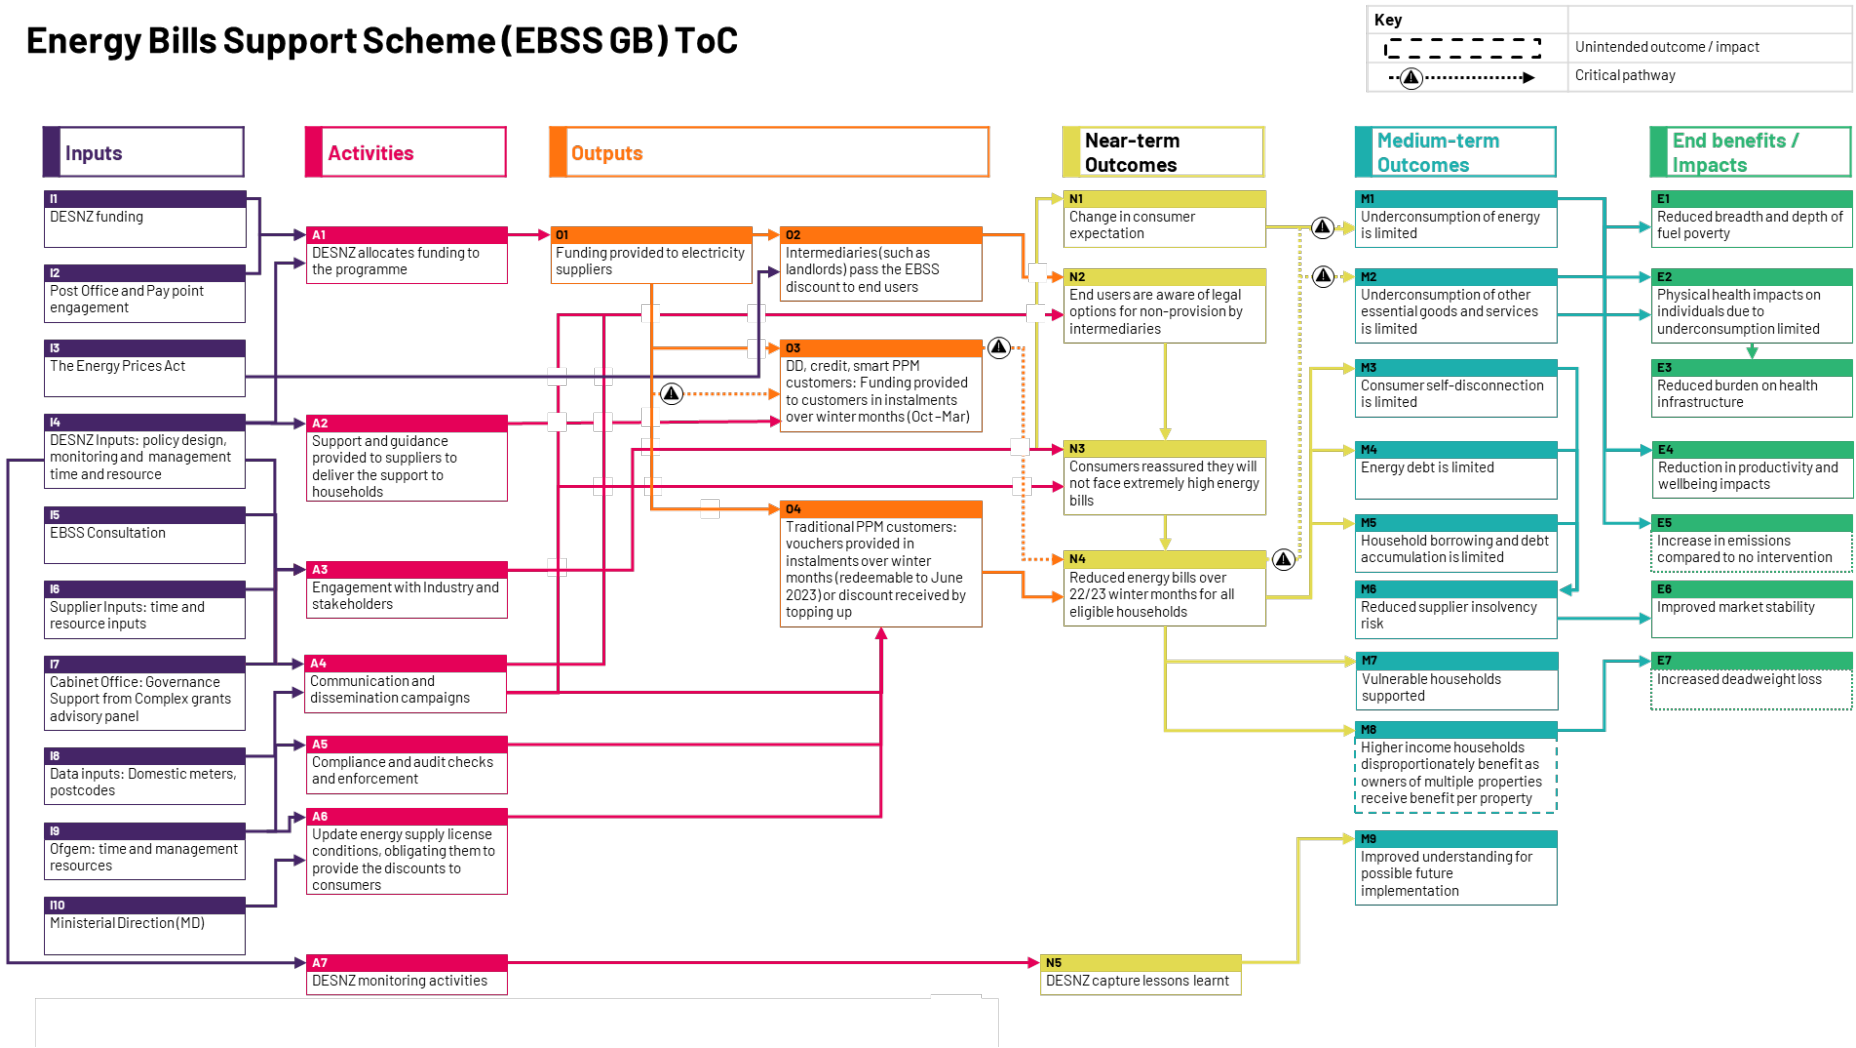 Energy Bills Support Scheme (EBSS GB) ToC
Key
Unintended outcome / impact
Critical pathway
Inputs
Activities
Outputs
Near-term
Outcomes
Medium-term
Outcomes
End benefits /
Impacts
I1
DESNZ funding
I2
Post Office and Pay point
engagement
I3
The Energy Prices Act
I4
DESNZ Inputs: policy design,
monitoring and management
time and resource
I5
EBSS Consultation
I6
Supplier Inputs: time and
resource inputs
I7
Cabinet Office: Governance
Support from Complex grants
advisory panel
I8
Data inputs: Domestic meters,
postcodes
I9
Ofgem: time and management
resources
I10
Ministerial Direction (MD)
A1
DESNZ allocates funding to
the programme
A2
Support and guidance
provided to suppliers to
deliver the support to
households
A3
Engagement with Industry and
stakeholders
A4
Communication and
dissemination campaigns
A5
Compliance and audit checks
and enforcement
A6
Update energy supply license
conditions, obligating them to
provide the discounts to
consumers
A7
DESNZ monitoring activities
O1
Funding provided to electricity
suppliers
O2
Intermediaries (such as
landlords) pass the EBSS
discount to end users
O3
DD, credit, smart PPM
customers: Funding provided
to customers in instalments
over winter months (Oct – Mar)
O4
Traditional PPM customers:
vouchers provided in
instalments over winter
months (redeemable to June
2023) or discount received by
topping up
N1
Change in consumer
expectation
N2
End users are aware of legal
options for non-provision by
intermediaries
N3
Consumers reassured they will
not face extremely high energy
bills
N4
Reduced energy bills over
22/23 winter months for all
eligible households
N5
DESNZ capture lessons learnt
M1
Underconsumption of energy
is limited
M2
Underconsumption of other
essential goods and services
is limited
M3
Consumer self-disconnection
is limited
M4
Energy debt is limited
M5
Household borrowing and debt
accumulation is limited
M6
Reduced supplier insolvency
risk
M7
Vulnerable households
supported
M8
Higher income households
disproportionately benefit as
owners of multiple properties
receive benefit per property
M9
Improved understanding for
possible future
implementation
E1
Reduced breadth and depth of
fuel poverty
E2
Physical health impacts on
individuals due to
underconsumption limited
E3
Reduced burden on health
infrastructure
E4
Reduction in productivity and
wellbeing impacts
E5
Increase in emissions
compared to no intervention
E6
Improved market stability
E7
Increased deadweight loss